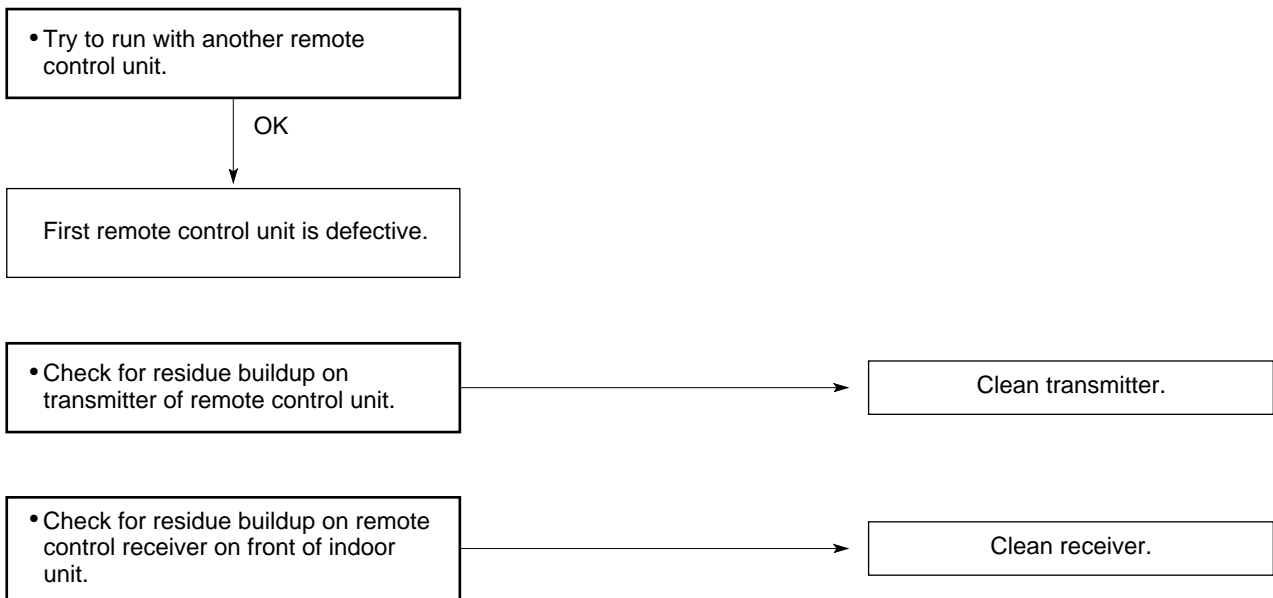 • Try to run with another remote
control unit.
OK
First remote control unit is defective.
• Check for residue buildup on
transmitter of remote control unit.
Clean transmitter.
• Check for residue buildup on remote
control receiver on front of indoor
unit.
Clean receiver.